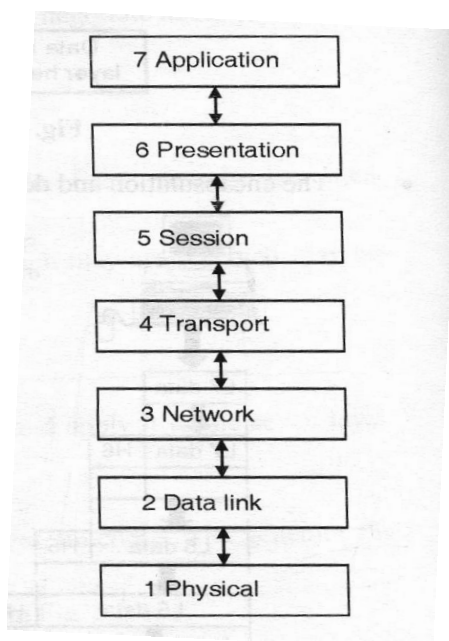 7 Application
6 Presentation
5 Session
4 Transport
3 Network
2 Data link
1 Physical